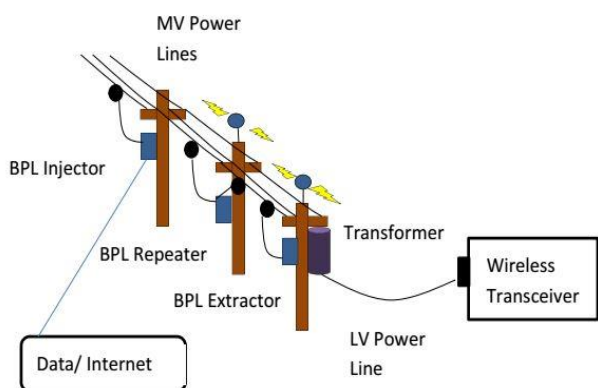 MV Power
Lines
BPL Injector
BPL Repeater
Transformer
BPL Extractor
Wireless
Transceiver
LV Power
Line
Data/ Internet